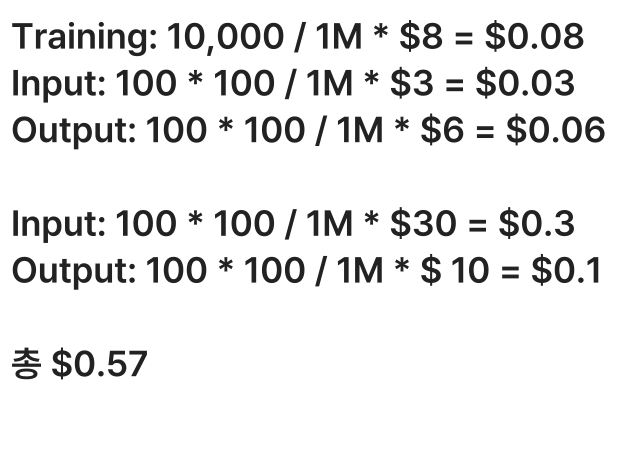 Training: 10,000 / 1M * $8 = $0.08
Input: 100 * 100 / 1M * $3 = $0.03
Output: 100 * 100 / 1M * $6 = $0.06
Input: 100 * 100 / 1M * $30 = $0.3
Output: 100 * 100 / 1M * $ 10 = $0.1
총 $0.57